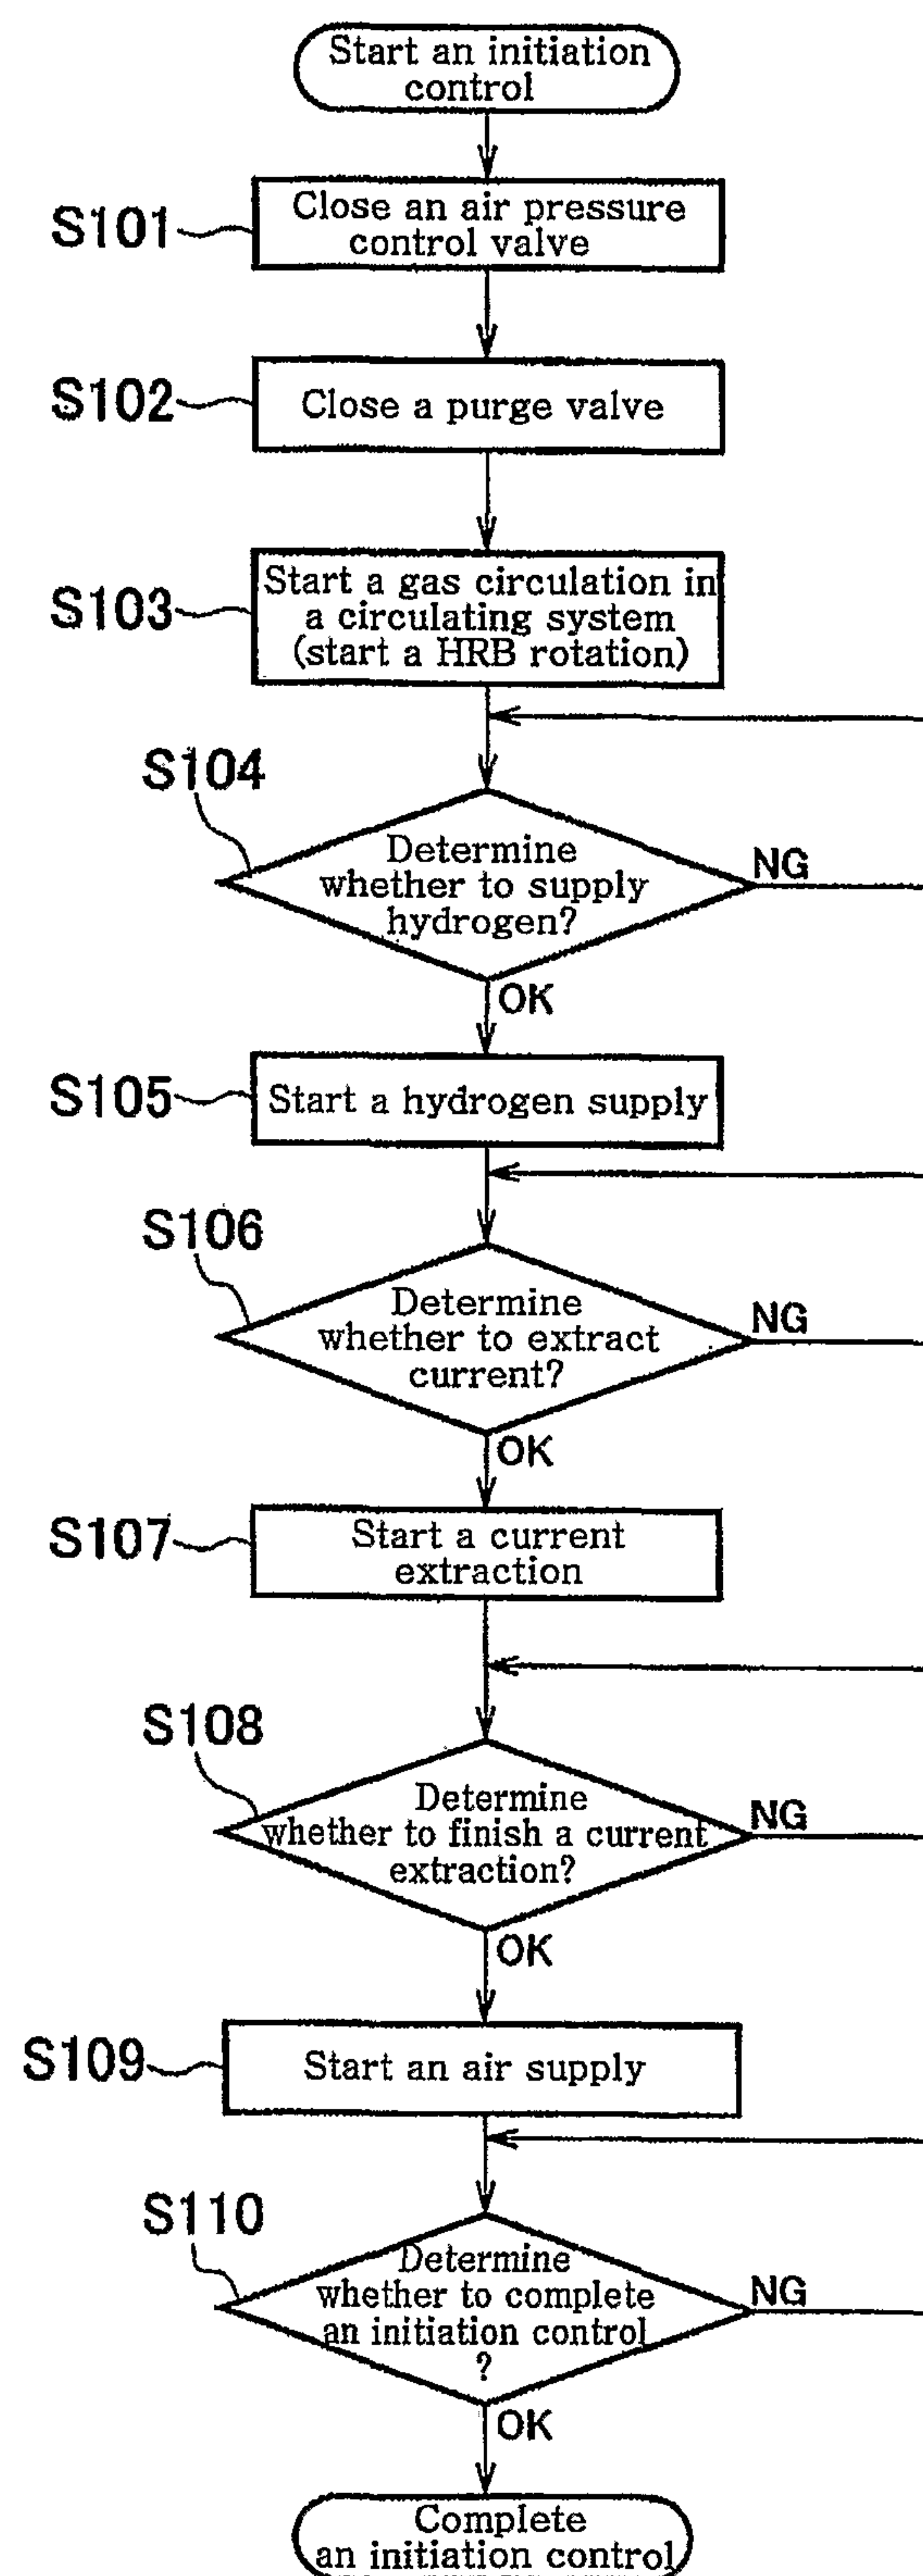 Start an initiation
control
S101
Close an air pressure
control valve
S102
Close a purge valve
S103
Start a gas circulation in
a circulating system
(start a HRB rotation)
S104
Determine
whether to supply
hydrogen?
NG
OK
S105
Start a hydrogen supply
S106
Determine
whether to extract
current?
NG
OK
S107
Start a current
extraction
S108
Determine
whether to finish a current
extraction?
NG
OK
S109
Start an air supply
S110
Determine
whether to complete
an initiation control
?
NG
OK
Complete
an initiation control